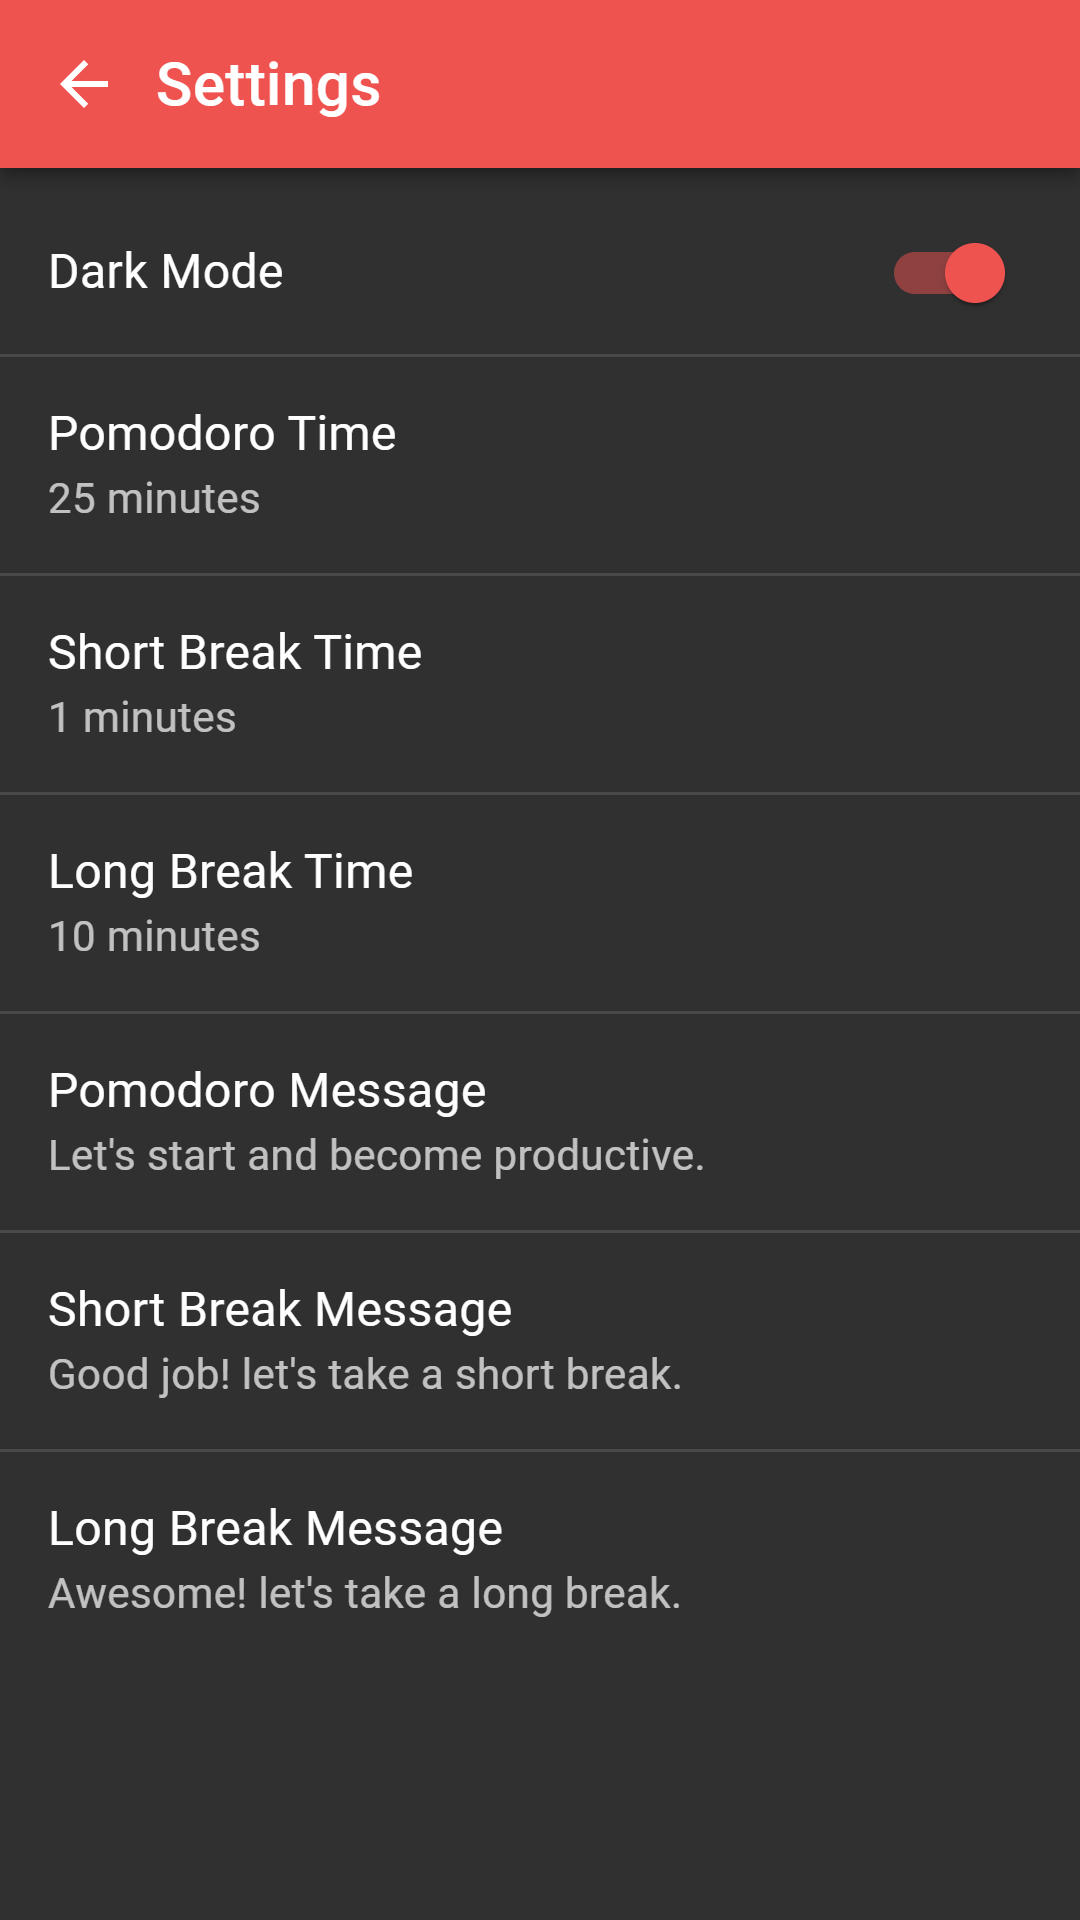 Settings
Dark Mode
Pomodoro Time
25 minutes
Short Break Time
1 minutes
Long Break Time
10 minutes
Pomodoro Message
Let's start and become productive.
Short Break Message
Good job! let's take a short break.
Long Break Message
Awesome! let's take a long break.